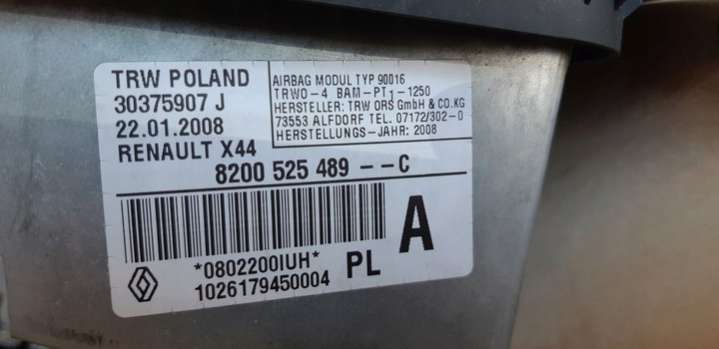 TRW POLAND
30375907 J
22.01.2008
RENAULT X44
AIRBAG MODUL TYP 90016
TRWO-4 BAM-PT1-1250
HERSTELLER: TRW ORS GmbH & CO.KG
73553 ALFDORF TEL. 07172/302-0
HERSTELLUNGS-JAHR: 2008
8200 525 489 --C
A
*0802200IUH*
PL
1026179450004